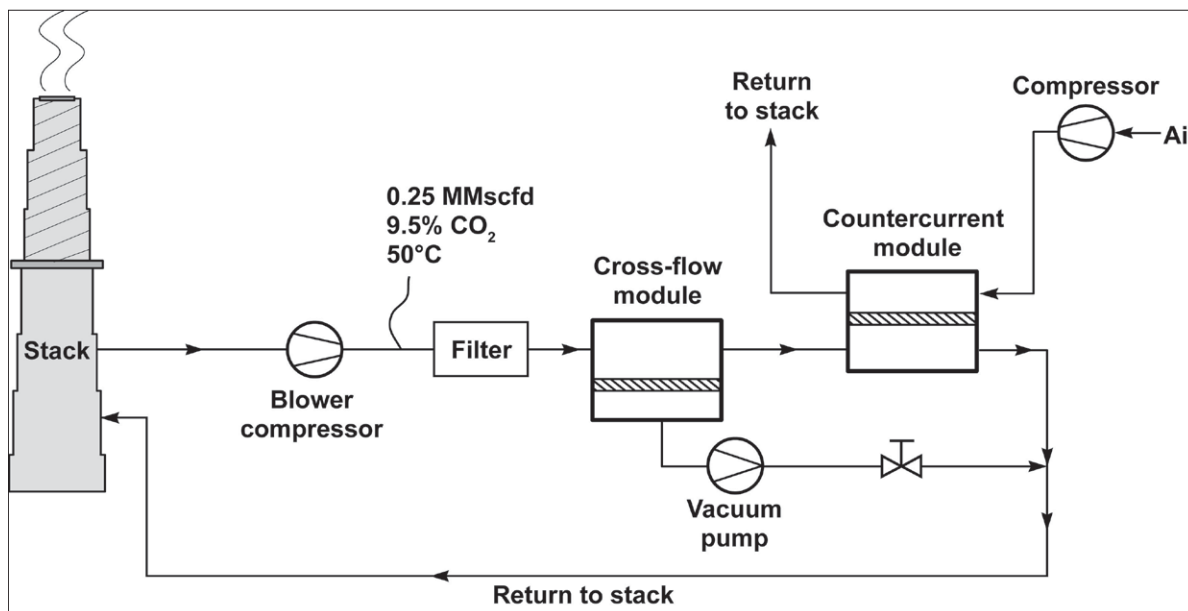 Return
to stack
Compressor
Ai
0.25 MMscfd
9.5% CO₂
50°C
Countercurrent
module
Cross-flow
module
Stack
Filter
Blower
compressor
Vacuum
pump
Return to stack